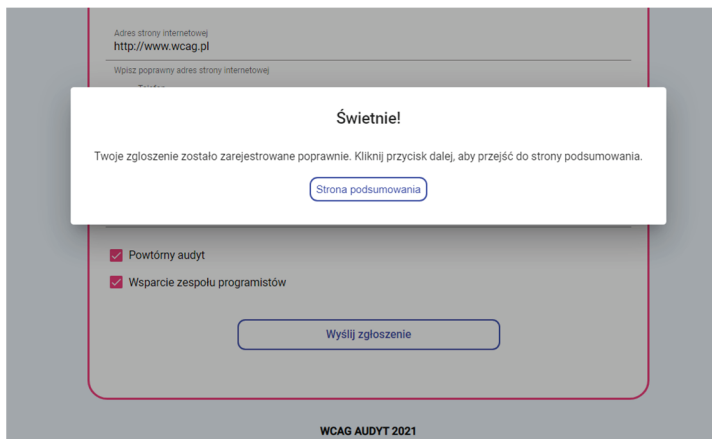 Adres strony internetowej
http://www.wcag.pl
Wpisz poprawny adres strony internetowej
Świetnie!
Twoje zgloszenie zostało zarejestrowane poprawnie. Kliknij przycisk dalej, aby przejść do strony podsumowania.
Strona podsumowania
Powtórny audyt
Wsparcie zespołu programistów
Wyślij zgłoszenie
WCAG AUDYT 2021